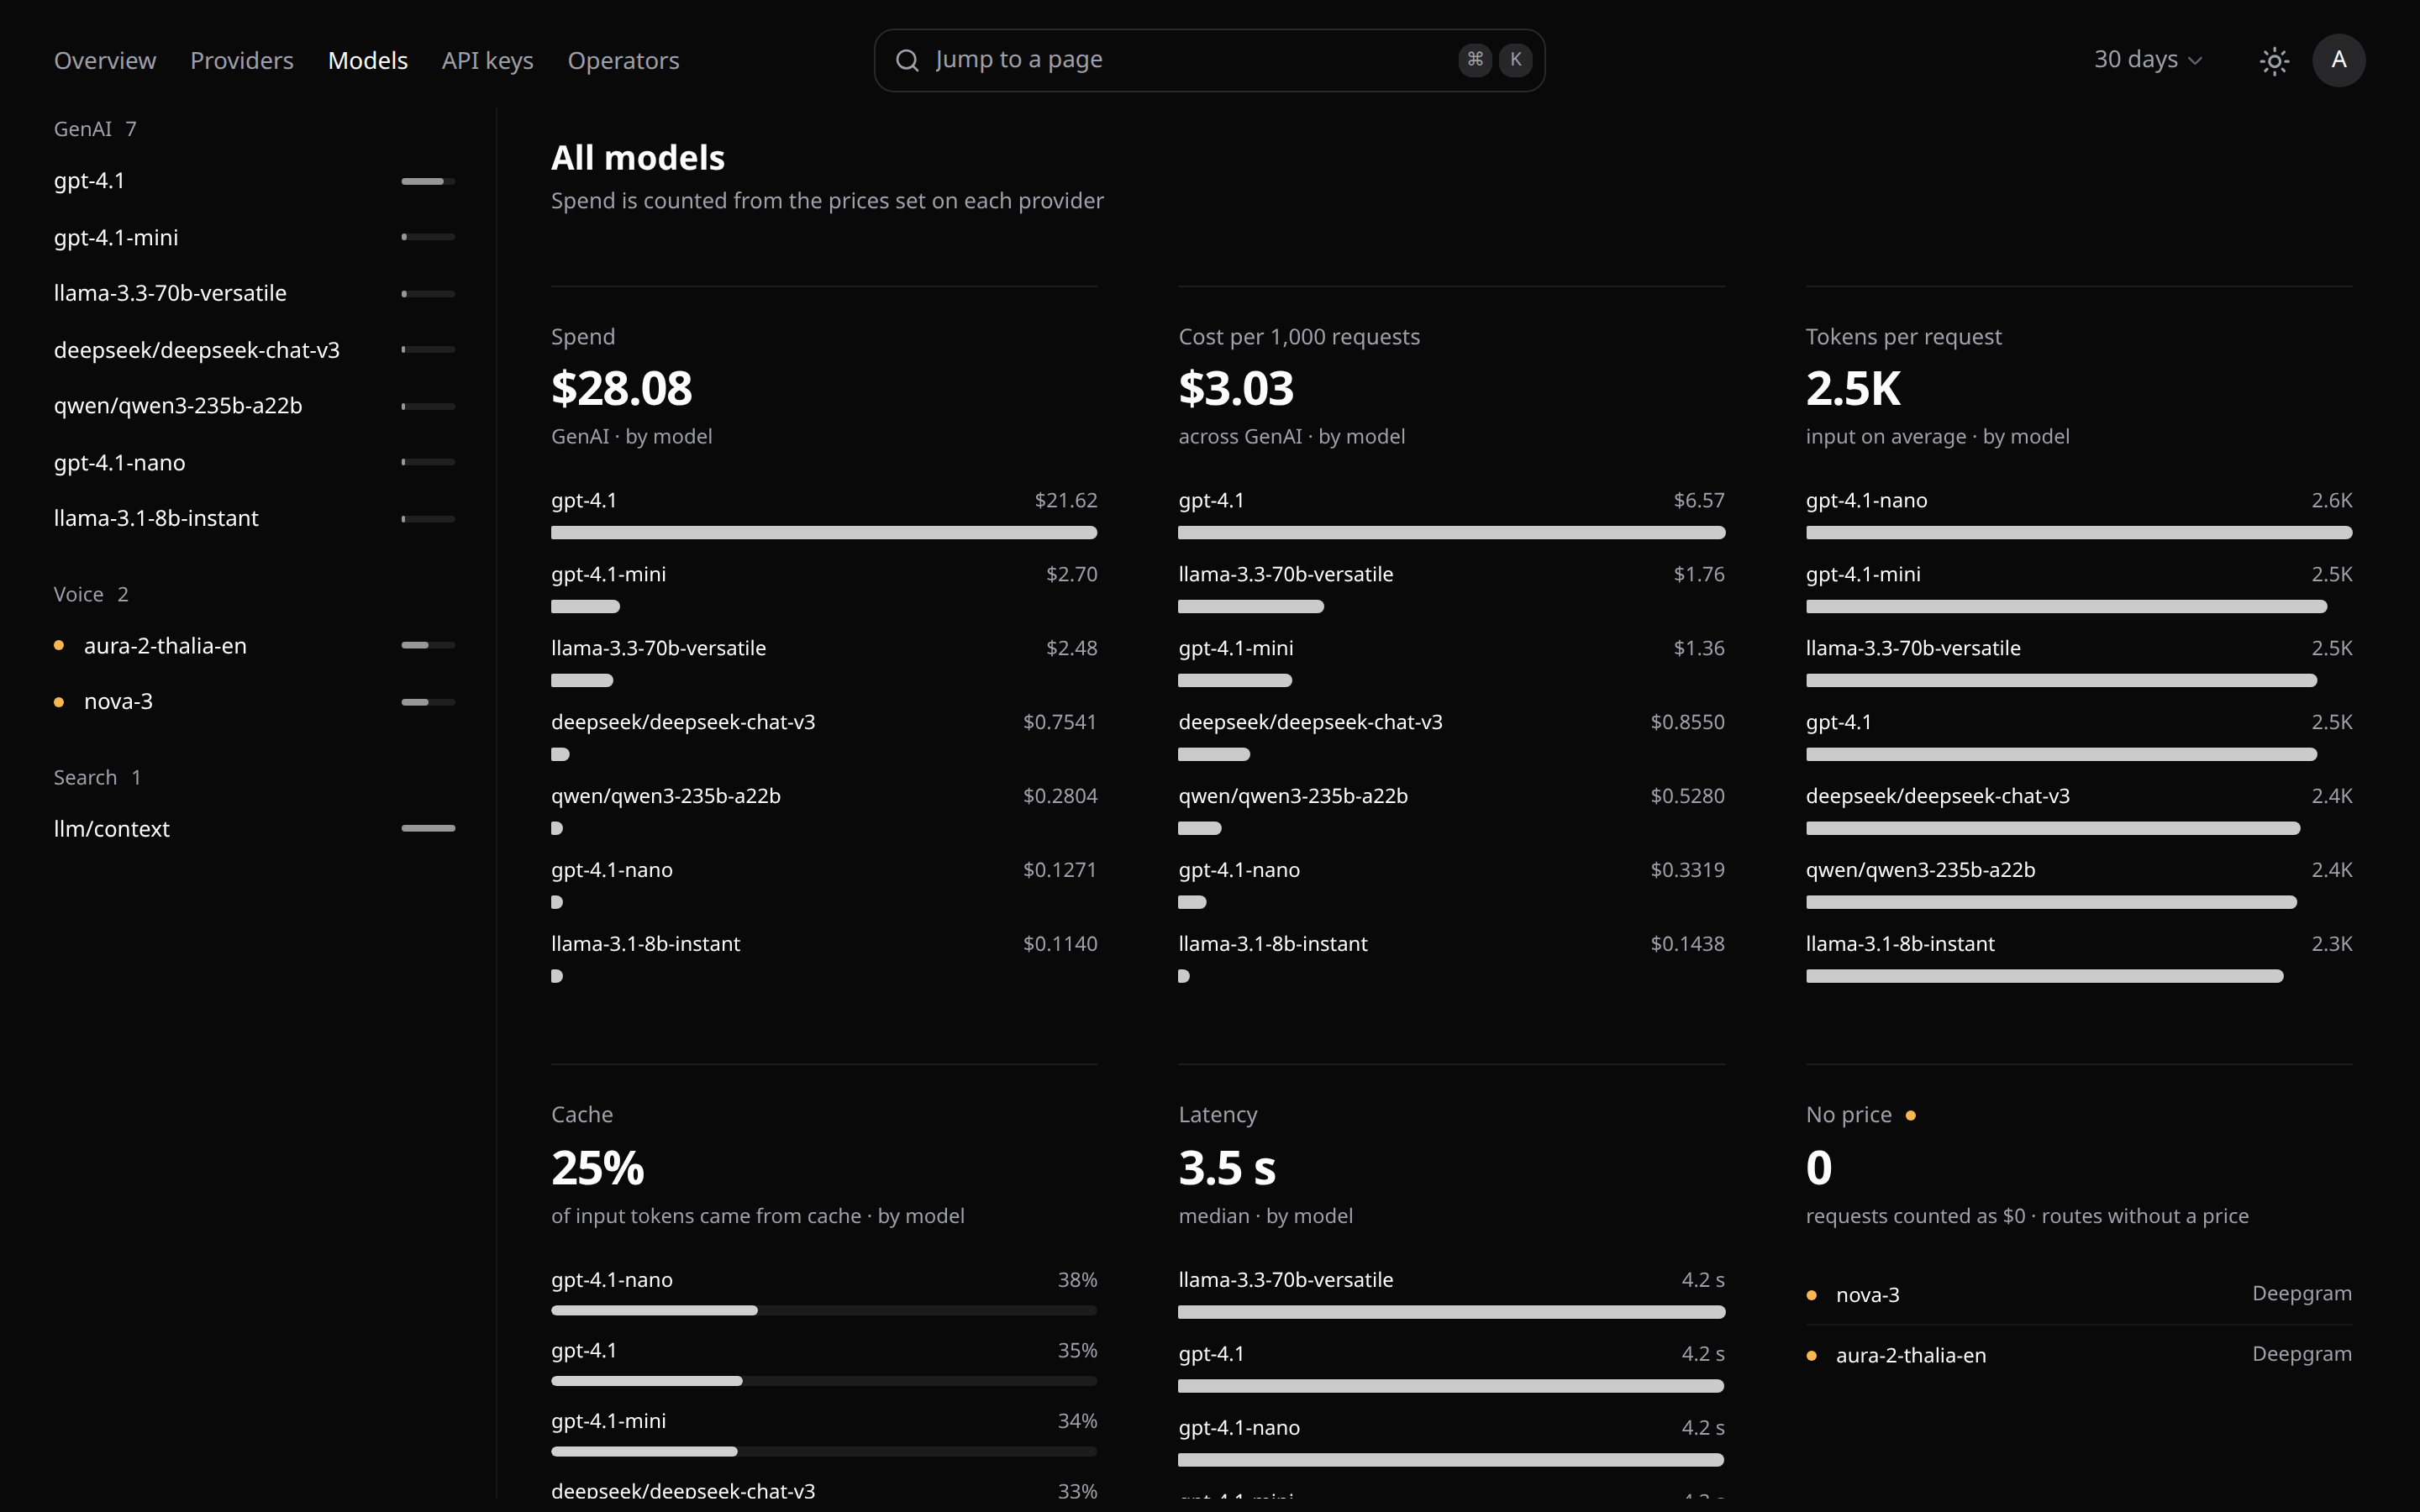 Overview Providers Models API keys Operators
Jump to a page ⌘ K
30 days A
GenAI 7
gpt-4.1
gpt-4.1-mini
llama-3.3-70b-versatile
deepseek/deepseek-chat-v3
qwen/qwen3-235b-a22b
gpt-4.1-nano
llama-3.1-8b-instant
Voice 2
aura-2-thalia-en
nova-3
Search 1
llm/context
All models
Spend is counted from the prices set on each provider
Spend
$28.08
GenAI · by model
gpt-4.1 $21.62
gpt-4.1-mini $2.70
llama-3.3-70b-versatile $2.48
deepseek/deepseek-chat-v3 $0.7541
qwen/qwen3-235b-a22b $0.2804
gpt-4.1-nano $0.1271
llama-3.1-8b-instant $0.1140
Cost per 1,000 requests
$3.03
across GenAI · by model
gpt-4.1 $6.57
llama-3.3-70b-versatile $1.76
gpt-4.1-mini $1.36
deepseek/deepseek-chat-v3 $0.8550
qwen/qwen3-235b-a22b $0.5280
gpt-4.1-nano $0.3319
llama-3.1-8b-instant $0.1438
Tokens per request
2.5K
input on average · by model
gpt-4.1-nano 2.6K
gpt-4.1-mini 2.5K
llama-3.3-70b-versatile 2.5K
gpt-4.1 2.5K
deepseek/deepseek-chat-v3 2.4K
qwen/qwen3-235b-a22b 2.4K
llama-3.1-8b-instant 2.3K
Cache
25%
of input tokens came from cache · by model
gpt-4.1-nano 38%
gpt-4.1 35%
gpt-4.1-mini 34%
deepseek/deepseek-chat-v3 33%
Latency
3.5 s
median · by model
llama-3.3-70b-versatile 4.2 s
gpt-4.1 4.2 s
gpt-4.1-nano 4.2 s
No price
0
requests counted as $0 · routes without a price
nova-3 Deepgram
aura-2-thalia-en Deepgram